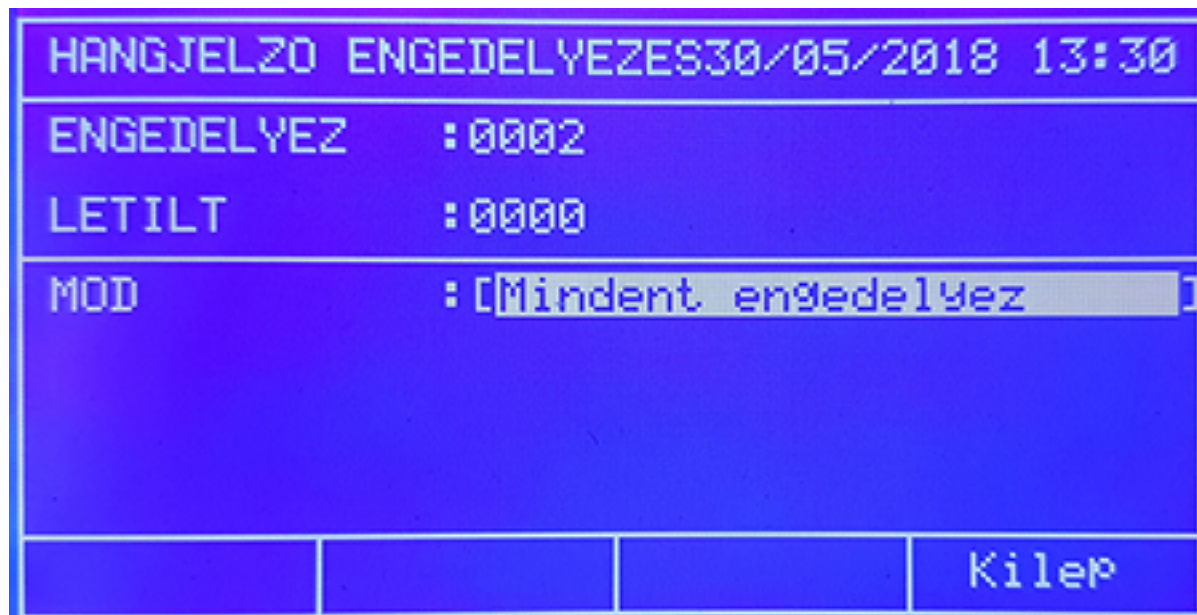 HANGJELZO ENGEDELYEZES30/05/2018 13:30
ENGEDELYEZ :0002
LETILT :0000
MOD :[Mindent engedelyez ]
Kilep